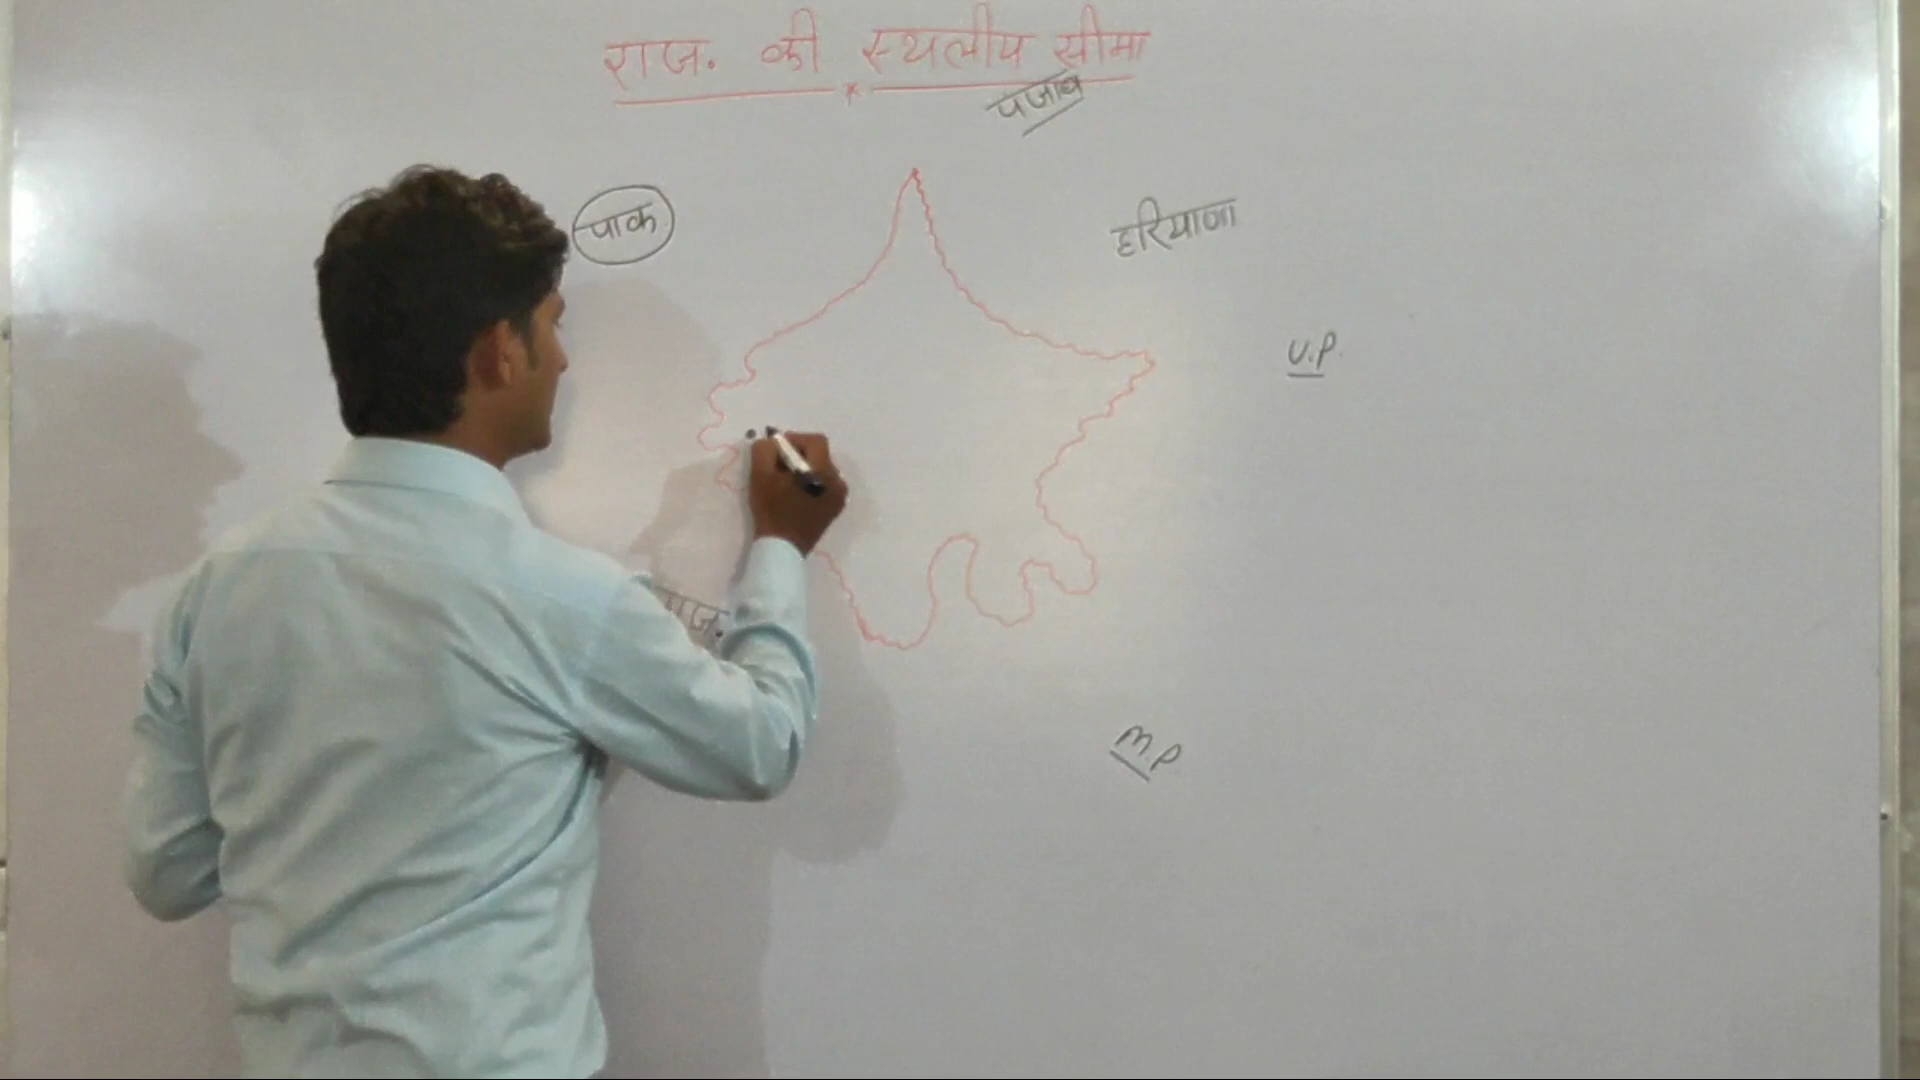 राज. की स्थलीय सीमा
पंजाब
पाक
हरियाणा
U.P.
M.P